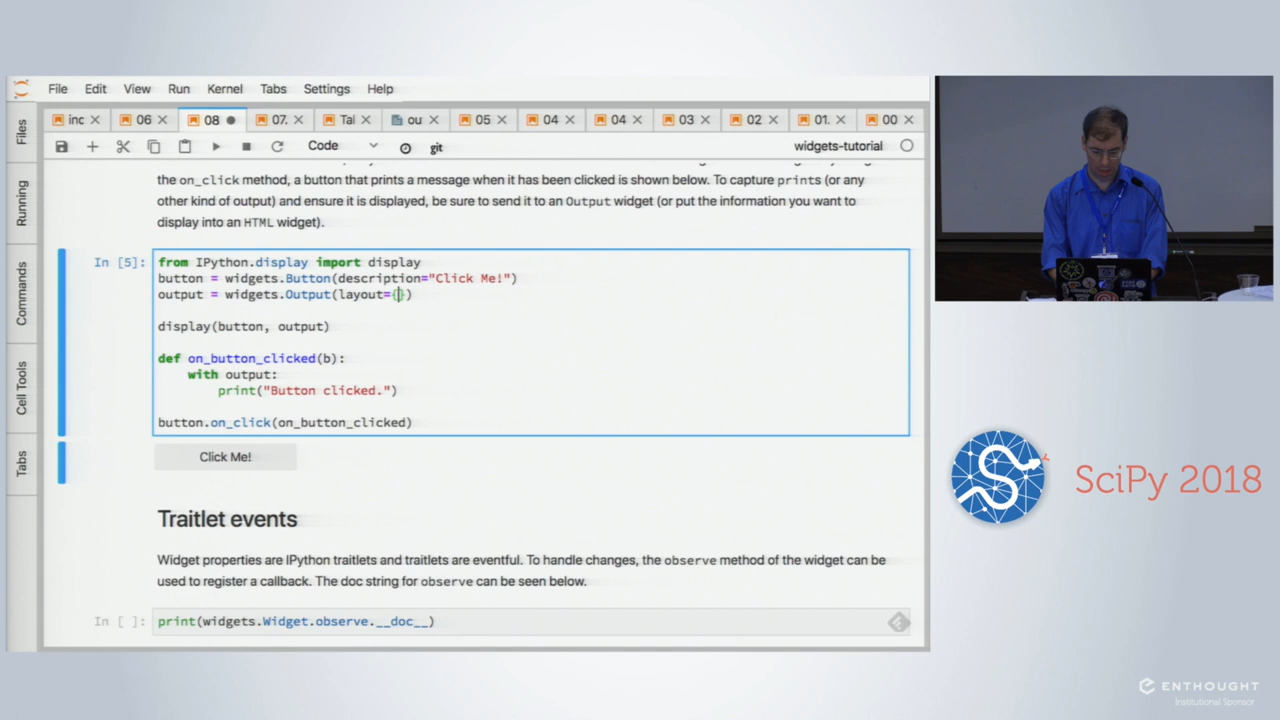 File Edit View Run Kernel Tabs Settings Help
inc 06 08 07. Tal ou 05 04 04 03 02 01. 00
Code git widgets-tutorial
the on_click method, a button that prints a message when it has been clicked is shown below. To capture prints (or any
other kind of output) and ensure it is displayed, be sure to send it to an Output widget (or put the information you want to
display into an HTML widget).
In [5]:
from IPython.display import display
button = widgets.Button(description="Click Me!")
output = widgets.Output(layout={})
display(button, output)
def on_button_clicked(b):
with output:
print("Button clicked.")
button.on_click(on_button_clicked)
Click Me!
Traitlet events
Widget properties are IPython traitlets and traitlets are eventful. To handle changes, the observe method of the widget can be
used to register a callback. The doc string for observe can be seen below.
In [ ]: print(widgets.Widget.observe.__doc__)
Files
Running
Commands
Cell Tools
Tabs
SciPy 2018
ENTHOUGHT
Institutional Sponsor